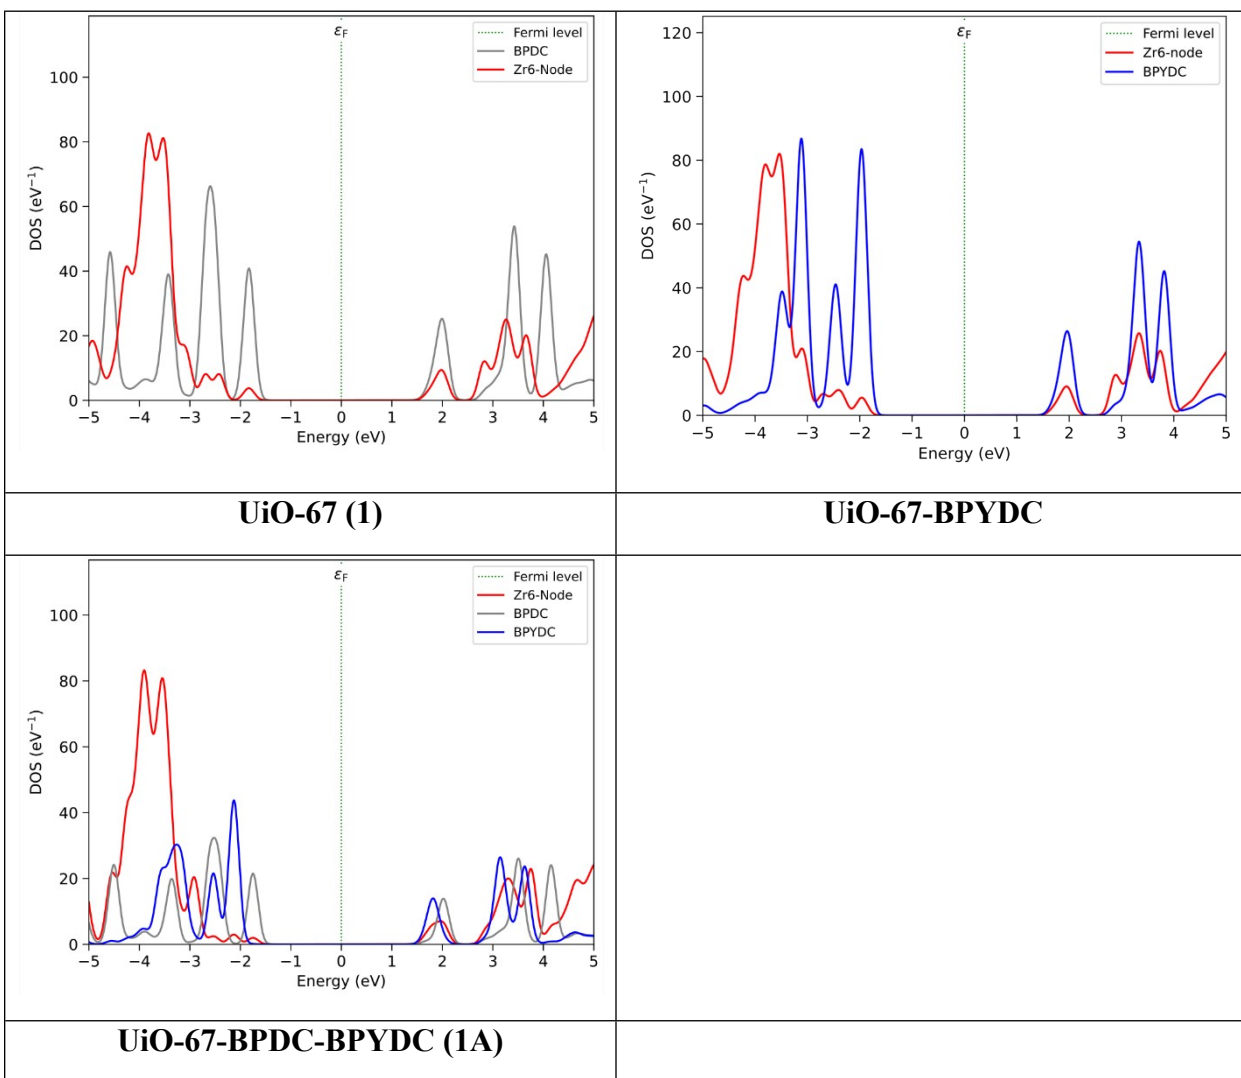 εF
Fermi level
BPDC
Zr6-Node
DOS (eV⁻¹)
100
80
60
40
20
0
−5 −4 −3 −2 −1 0 1 2 3 4 5
Energy (eV)
UiO-67 (1)
εF
Fermi level
Zr6-node
BPYDC
DOS (eV⁻¹)
120
100
80
60
40
20
0
−5 −4 −3 −2 −1 0 1 2 3 4 5
Energy (eV)
UiO-67-BPYDC
εF
Fermi level
Zr6-Node
BPDC
BPYDC
DOS (eV⁻¹)
100
80
60
40
20
0
−5 −4 −3 −2 −1 0 1 2 3 4 5
Energy (eV)
UiO-67-BPDC-BPYDC (1A)